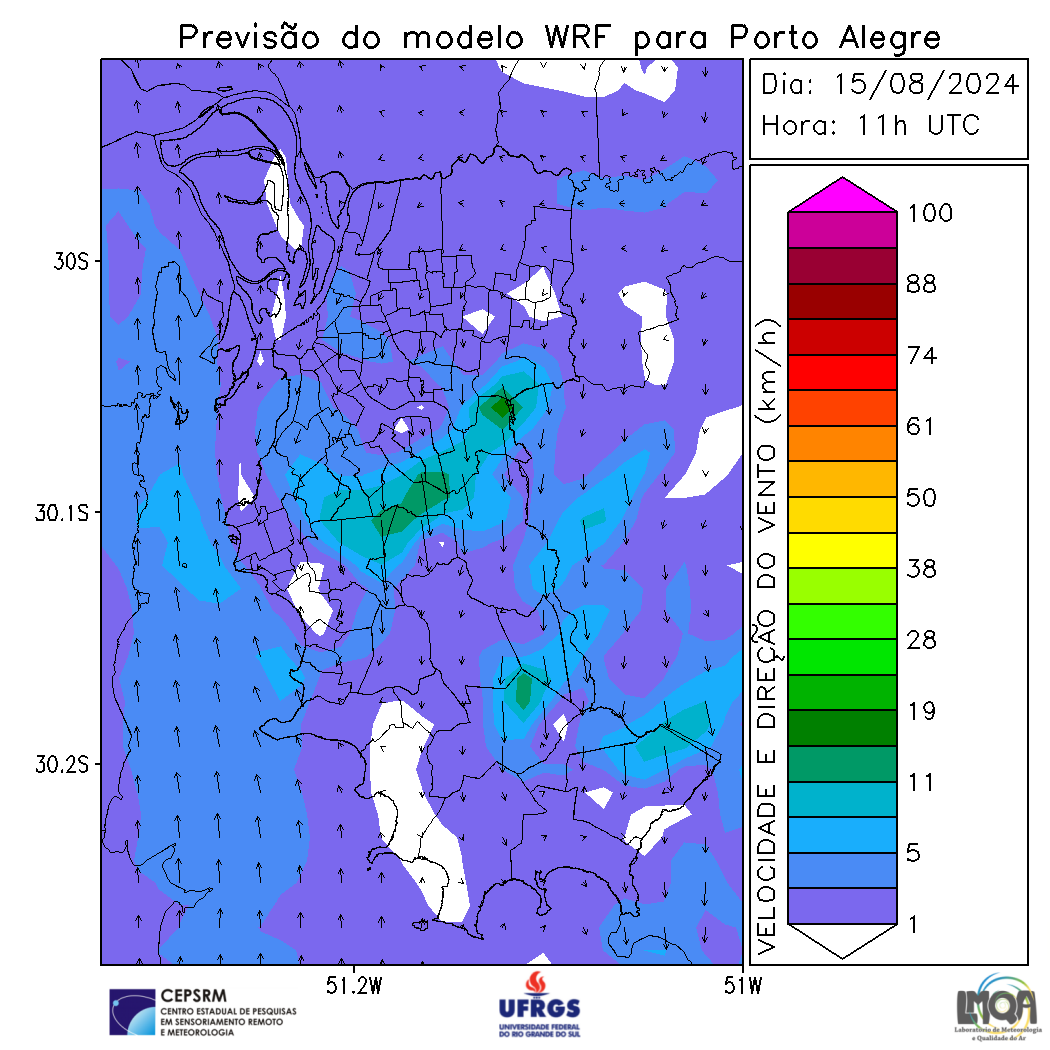 Previsão do modelo WRF para Porto Alegre
Dia: 15/08/2024
Hora: 11h UTC
30S
30.1S
30.2S
51.2W
51W
VELOCIDADE E DIREÇÃO DO VENTO (km/h)
100
88
74
61
50
38
28
19
11
5
1
CEPSRM
CENTRO ESTADUAL DE PESQUISAS
EM SENSORIAMENTO REMOTO
E METEOROLOGIA
UFRGS
UNIVERSIDADE FEDERAL
DO RIO GRANDE DO SUL
LMQA
Laboratório de Meteorologia
e Qualidade do Ar